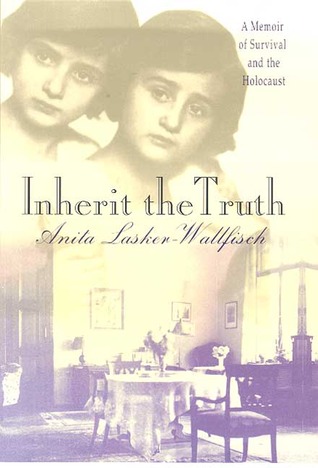 A Memoir
of Survival
and the
Holocaust
Inherit the Truth
Anita Lasker-Wallfisch